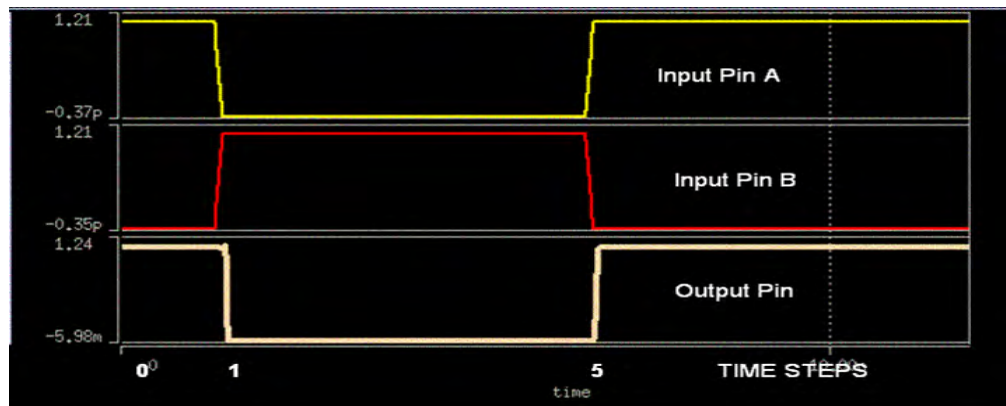 1.21
Input Pin A
-0.37p
1.21
Input Pin B
-0.35p
1.24
Output Pin
-5.98m
0 0 1 5 TIME STEPS
time